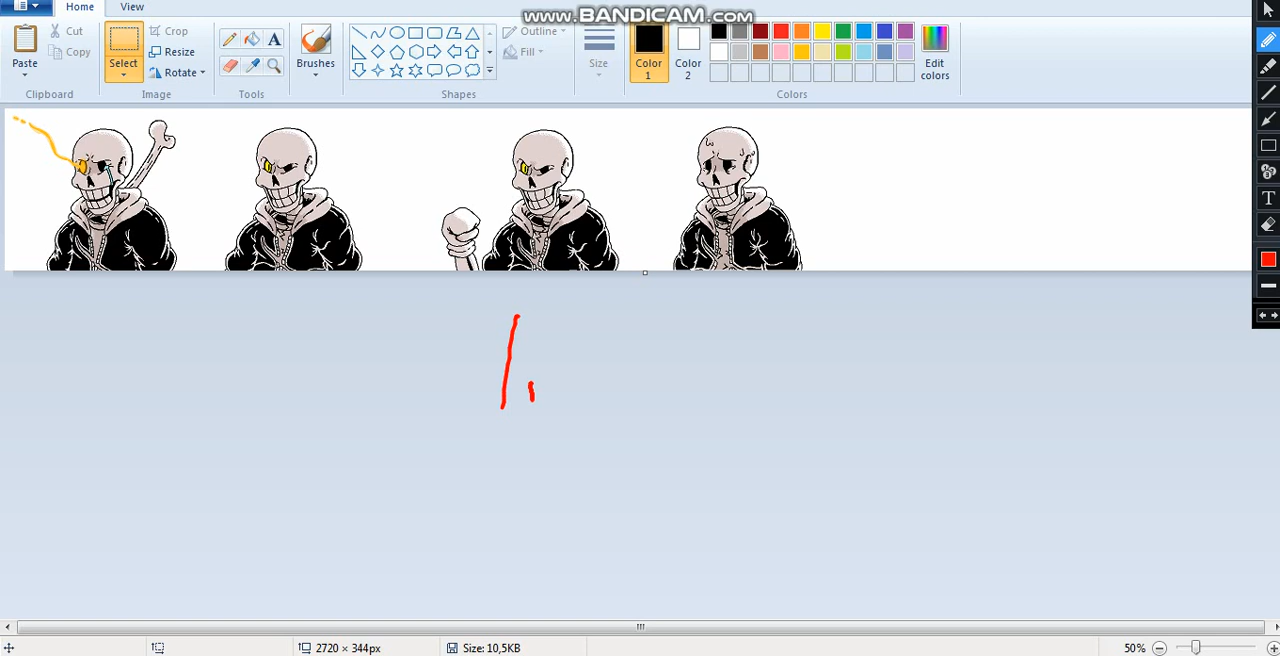 www.BANDICAM.com
Home View
Paste
Cut
Copy
Clipboard
Select
Crop
Resize
Rotate
Image
Tools
Brushes
Shapes
Outline
Fill
Size
Color 1
Color 2
Edit colors
Colors
T
2720 × 344px
Size: 10,5KB
50%